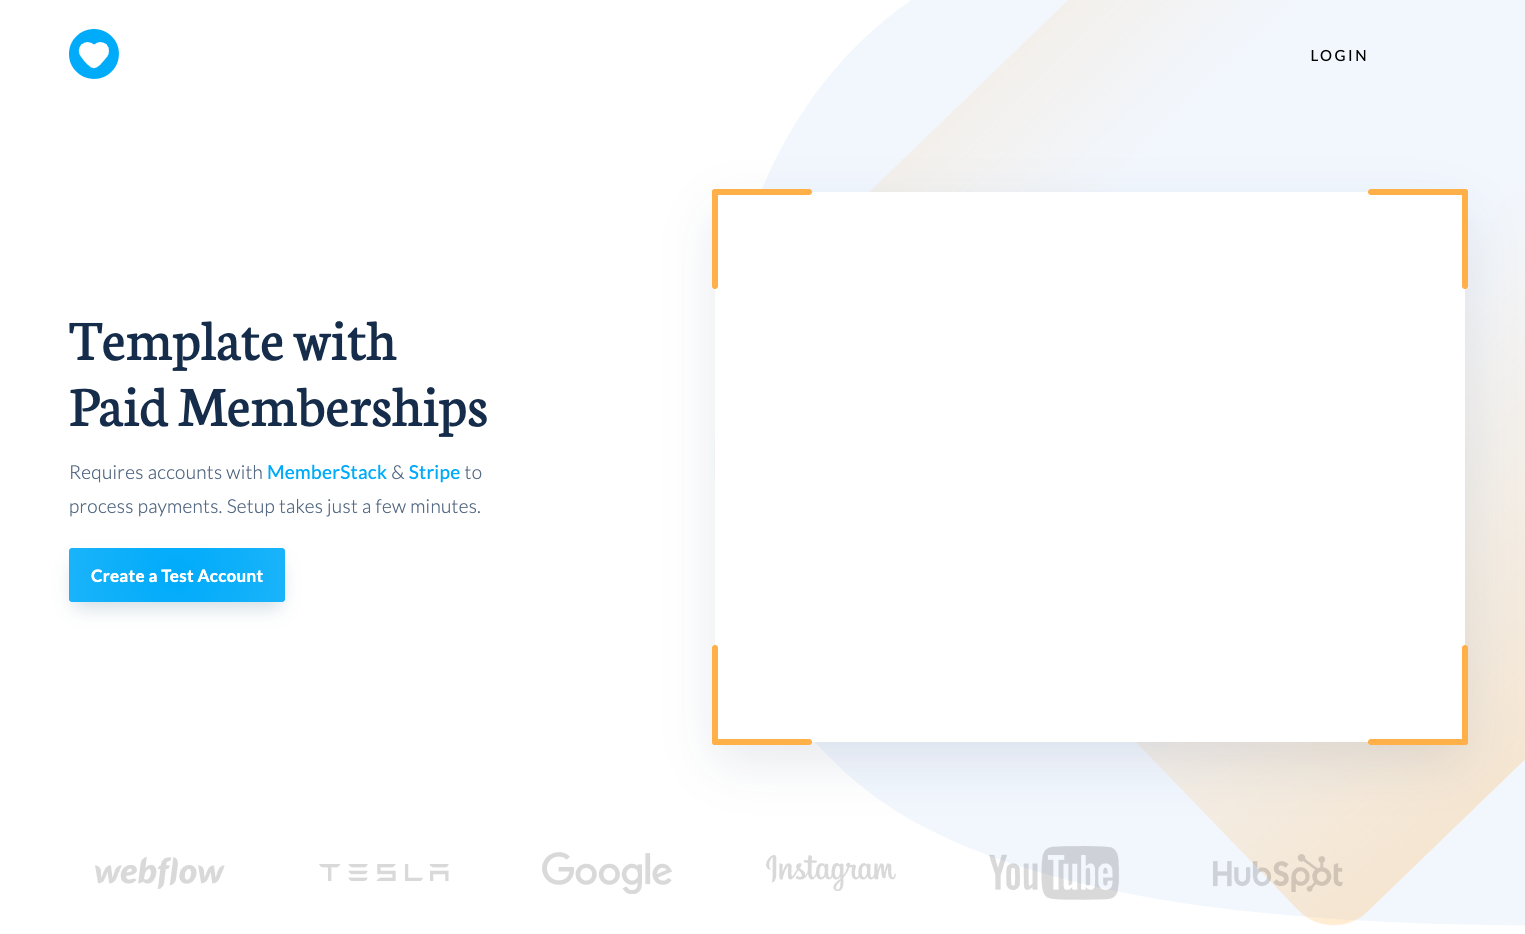 LOGIN
Template with
Paid Memberships
Requires accounts with MemberStack & Stripe to
process payments. Setup takes just a few minutes.
Create a Test Account
webflow TESLA Google Instagram YouTube HubSpot